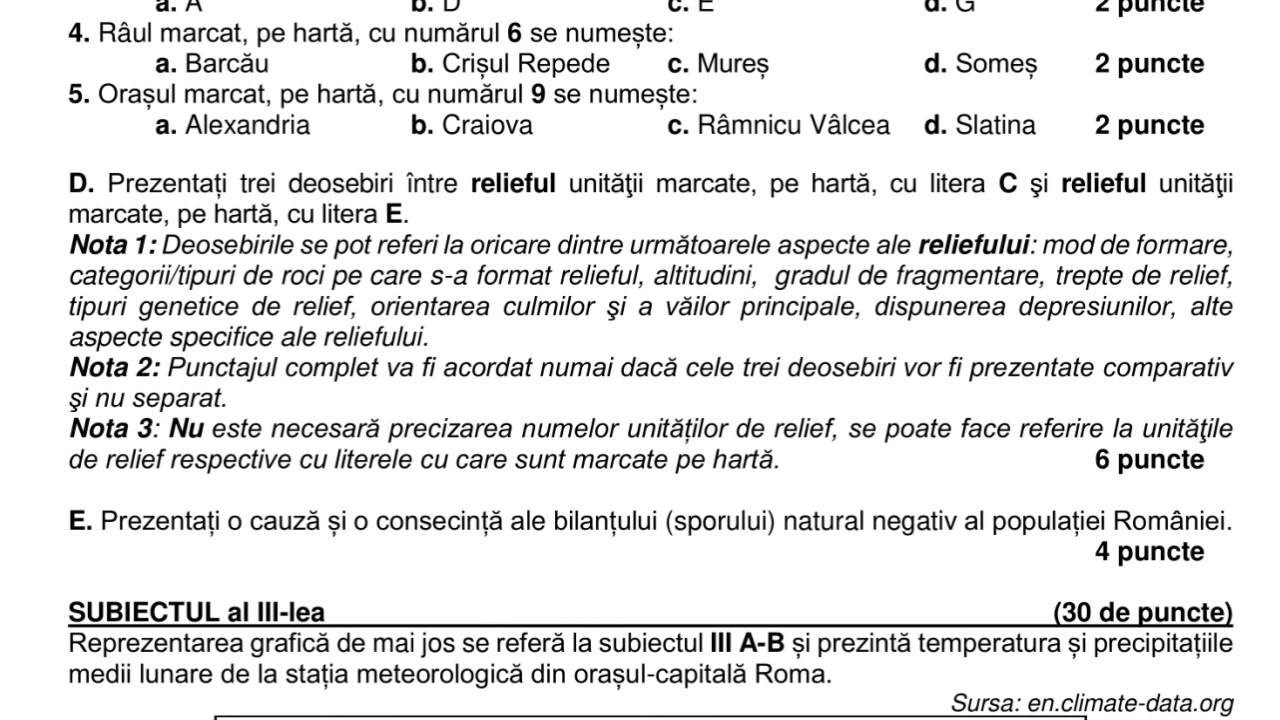 a. A b. D c. E d. G 2 puncte
4. Râul marcat, pe hartă, cu numărul 6 se numește:
a. Barcău b. Crișul Repede c. Mureș d. Someș 2 puncte
5. Orașul marcat, pe hartă, cu numărul 9 se numește:
a. Alexandria b. Craiova c. Râmnicu Vâlcea d. Slatina 2 puncte
D. Prezentați trei deosebiri între relieful unităţii marcate, pe hartă, cu litera C şi relieful unităţii
marcate, pe hartă, cu litera E.
Nota 1: Deosebirile se pot referi la oricare dintre următoarele aspecte ale reliefului: mod de formare,
categorii/tipuri de roci pe care s-a format relieful, altitudini, gradul de fragmentare, trepte de relief,
tipuri genetice de relief, orientarea culmilor şi a văilor principale, dispunerea depresiunilor, alte
aspecte specifice ale reliefului.
Nota 2: Punctajul complet va fi acordat numai dacă cele trei deosebiri vor fi prezentate comparativ
şi nu separat.
Nota 3: Nu este necesară precizarea numelor unităților de relief, se poate face referire la unităţile
de relief respective cu literele cu care sunt marcate pe hartă. 6 puncte
E. Prezentați o cauză și o consecință ale bilanțului (sporului) natural negativ al populației României.
4 puncte
SUBIECTUL al III-lea (30 de puncte)
Reprezentarea grafică de mai jos se referă la subiectul III A-B și prezintă temperatura și precipitațiile
medii lunare de la stația meteorologică din orașul-capitală Roma.
Sursa: en.climate-data.org